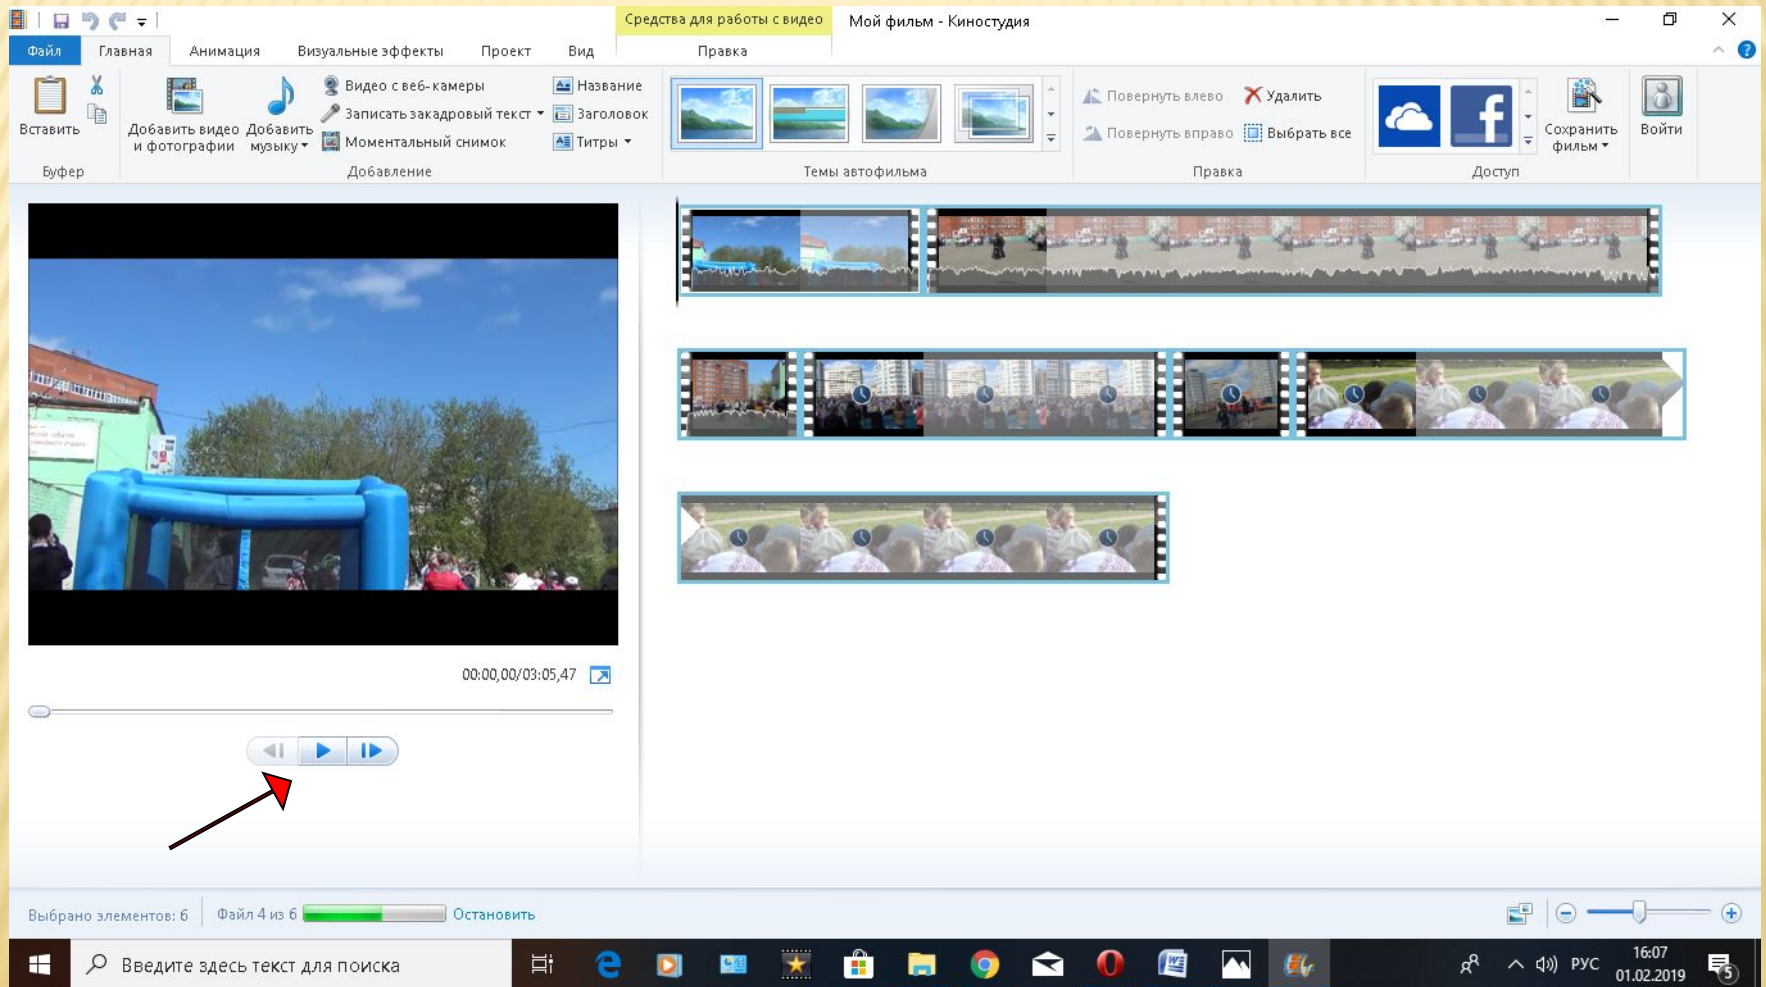 Средства для работы с видео
Мой фильм - Киностудия
Файл
Главная
Анимация
Визуальные эффекты
Проект
Вид
Правка
Вставить
Буфер
Добавить видео
и фотографии
Добавить
музыку
Видео с веб-камеры
Записать закадровый текст
Моментальный снимок
Название
Заголовок
Титры
Добавление
Темы автофильма
Повернуть влево
Повернуть вправо
Удалить
Выбрать все
Правка
Доступ
Сохранить
фильм
Войти
00:00,00/03:05,47
Выбрано элементов: 6
Файл 4 из 6
Остановить
Введите здесь текст для поиска
РУС
16:07
01.02.2019
5